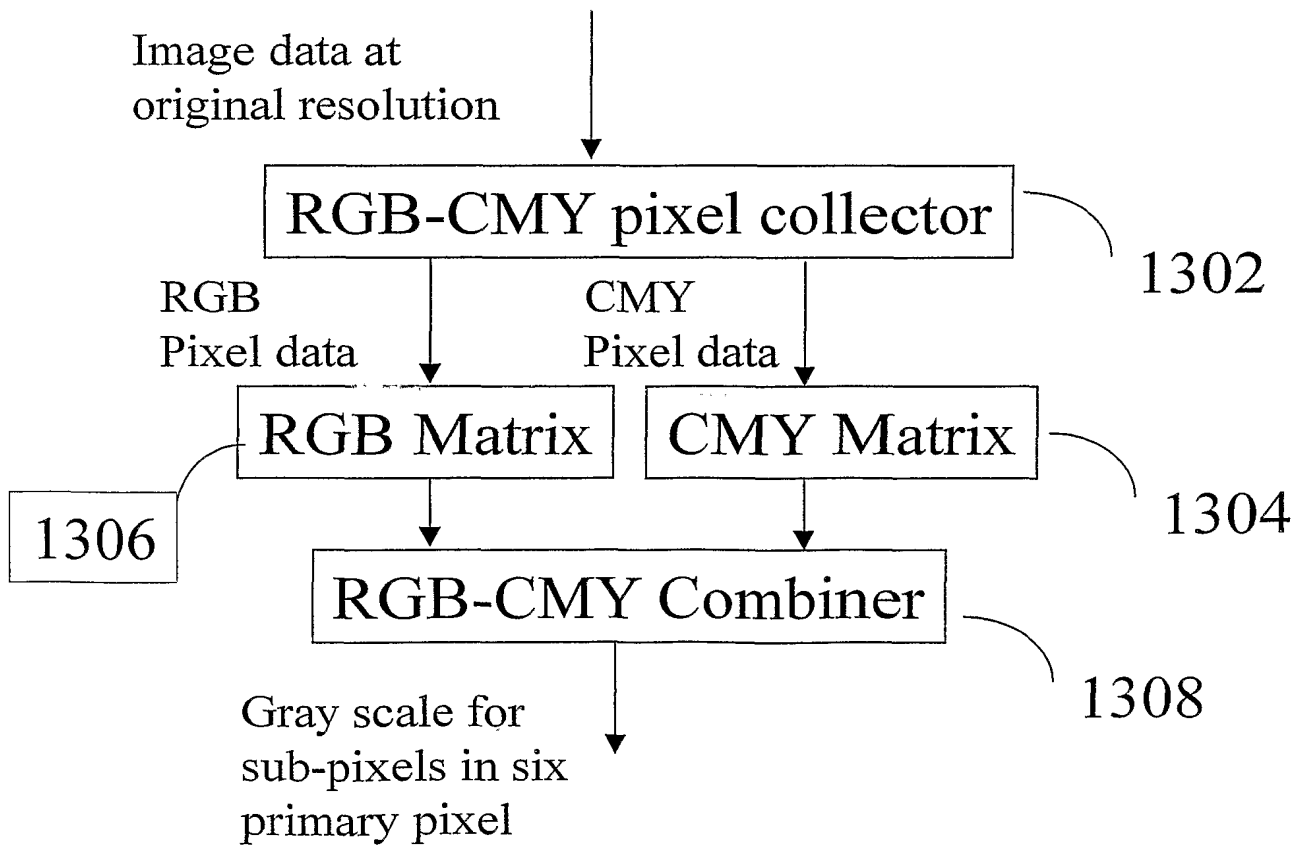 Image data at
original resolution
RGB-CMY pixel collector
1302
RGB
Pixel data
CMY
Pixel data
RGB Matrix
CMY Matrix
1306
1304
RGB-CMY Combiner
1308
Gray scale for
sub-pixels in six
primary pixel